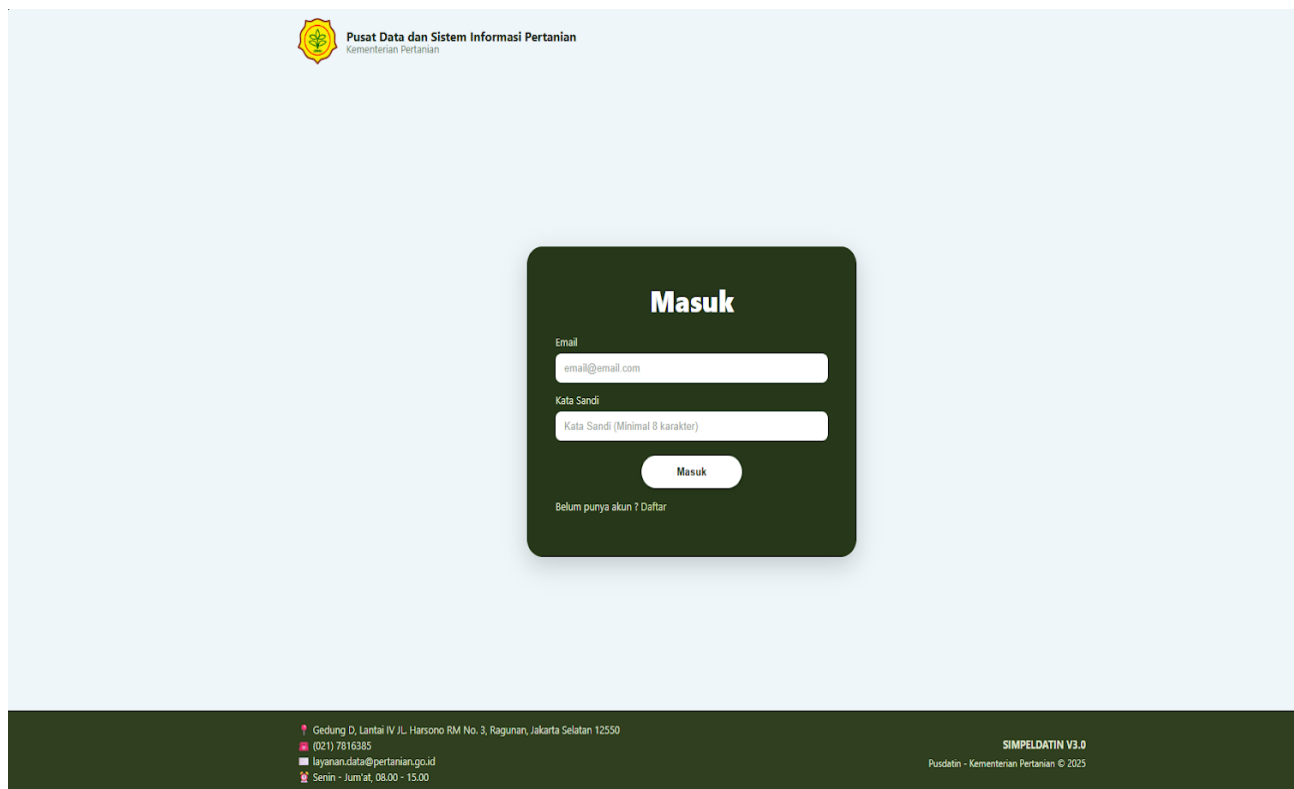 Pusat Data dan Sistem Informasi Pertanian
Kementerian Pertanian
Masuk
Email
email@email.com
Kata Sandi
Kata Sandi (Minimal 8 karakter)
Masuk
Belum punya akun ? Daftar
Gedung D, Lantai IV JL. Harsono RM No. 3, Ragunan, Jakarta Selatan 12550
(021) 7816385
layanan.data@pertanian.go.id
Senin - Jum'at, 08.00 - 15.00
SIMPELDATIN V3.0
Pusdatin - Kementerian Pertanian © 2025